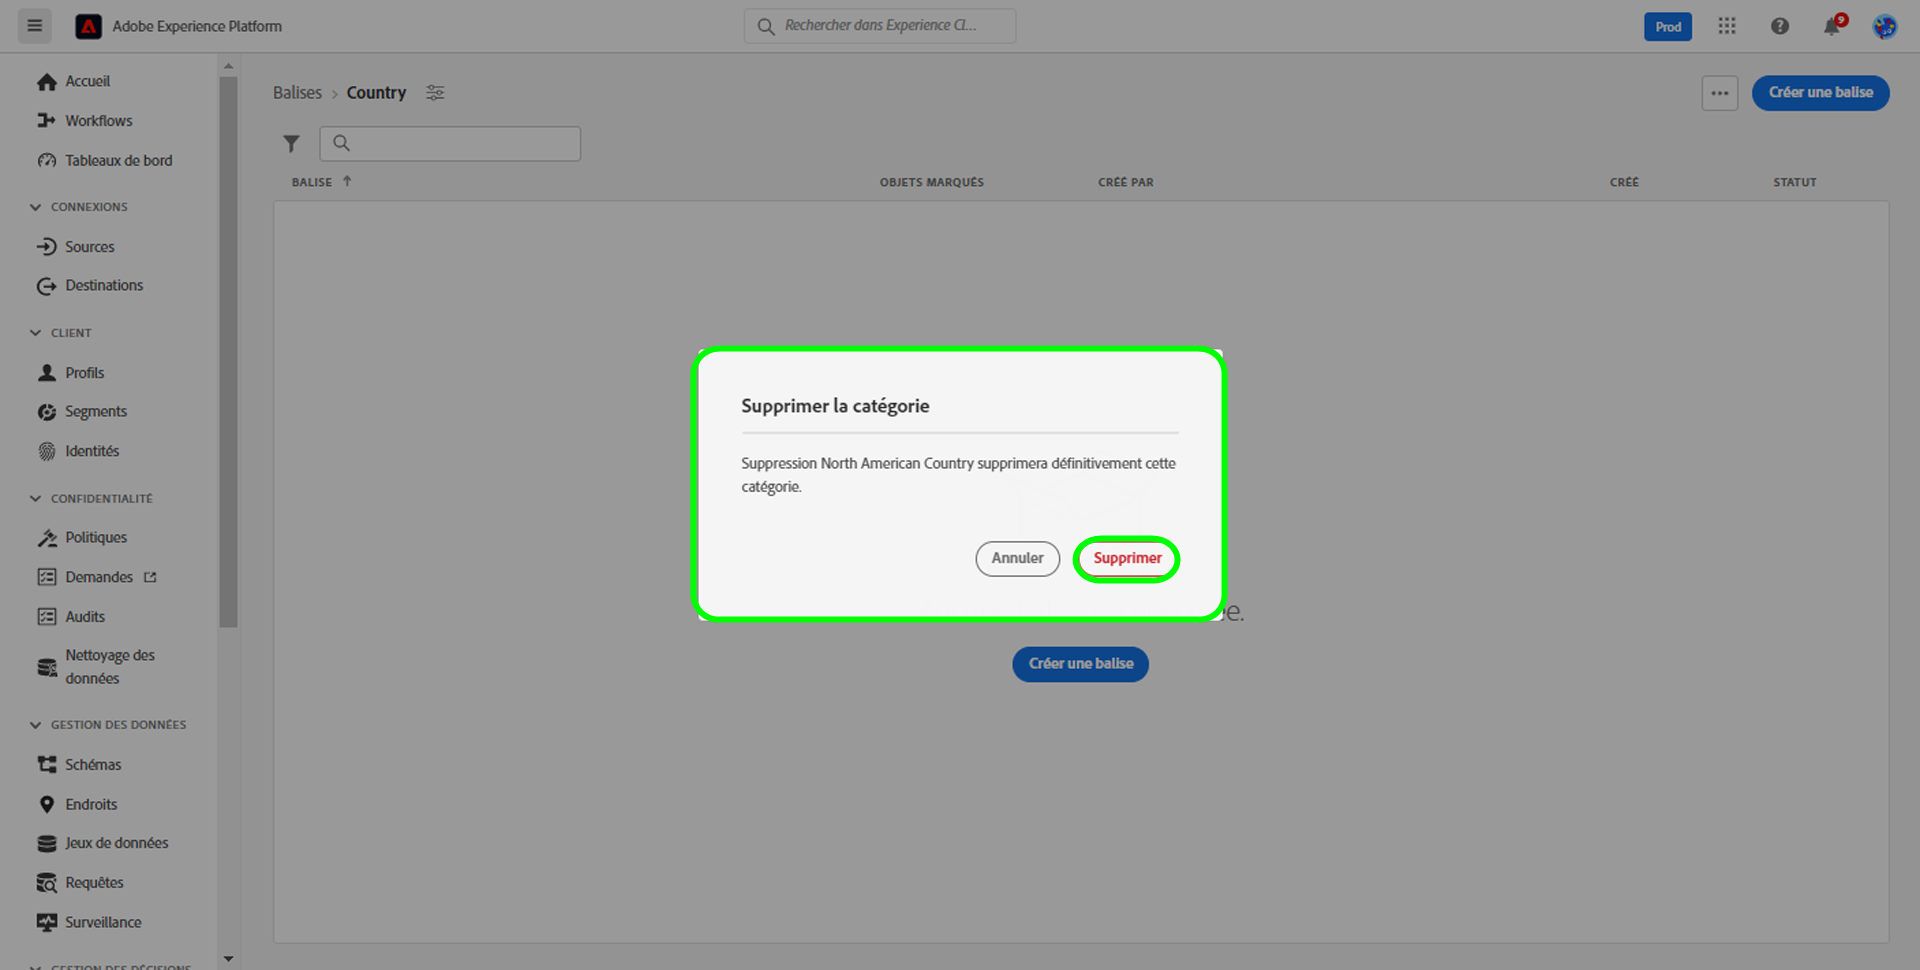 Adobe Experience Platform
Rechercher dans Experience Cl...
Prod
9
Accueil
Workflows
Tableaux de bord
CONNEXIONS
Sources
Destinations
CLIENT
Profils
Segments
Identités
CONFIDENTIALITÉ
Politiques
Demandes
Audits
Nettoyage des
données
GESTION DES DONNÉES
Schémas
Endroits
Jeux de données
Requêtes
Surveillance
GESTION DES DÉCISIONS
Balises > Country
Créer une balise
BALISE OBJETS MARQUÉS CRÉÉ PAR CRÉÉ STATUT
Supprimer la catégorie
Suppression North American Country supprimera définitivement cette
catégorie.
Annuler Supprimer
Créer une balise